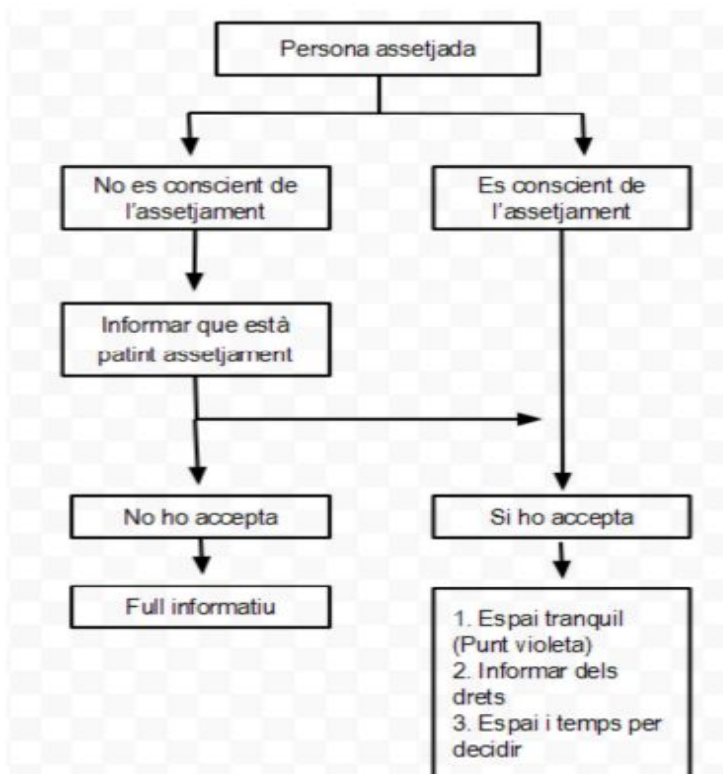 Persona assetjada
No es conscient de
l'assetjament
Es conscient de
l'assetjament
Informar que està
patint assetjament
No ho accepta
Si ho accepta
Full informatiu
1. Espai tranquil
(Punt violeta)
2. Informar dels
drets
3. Espai i temps per
decidir